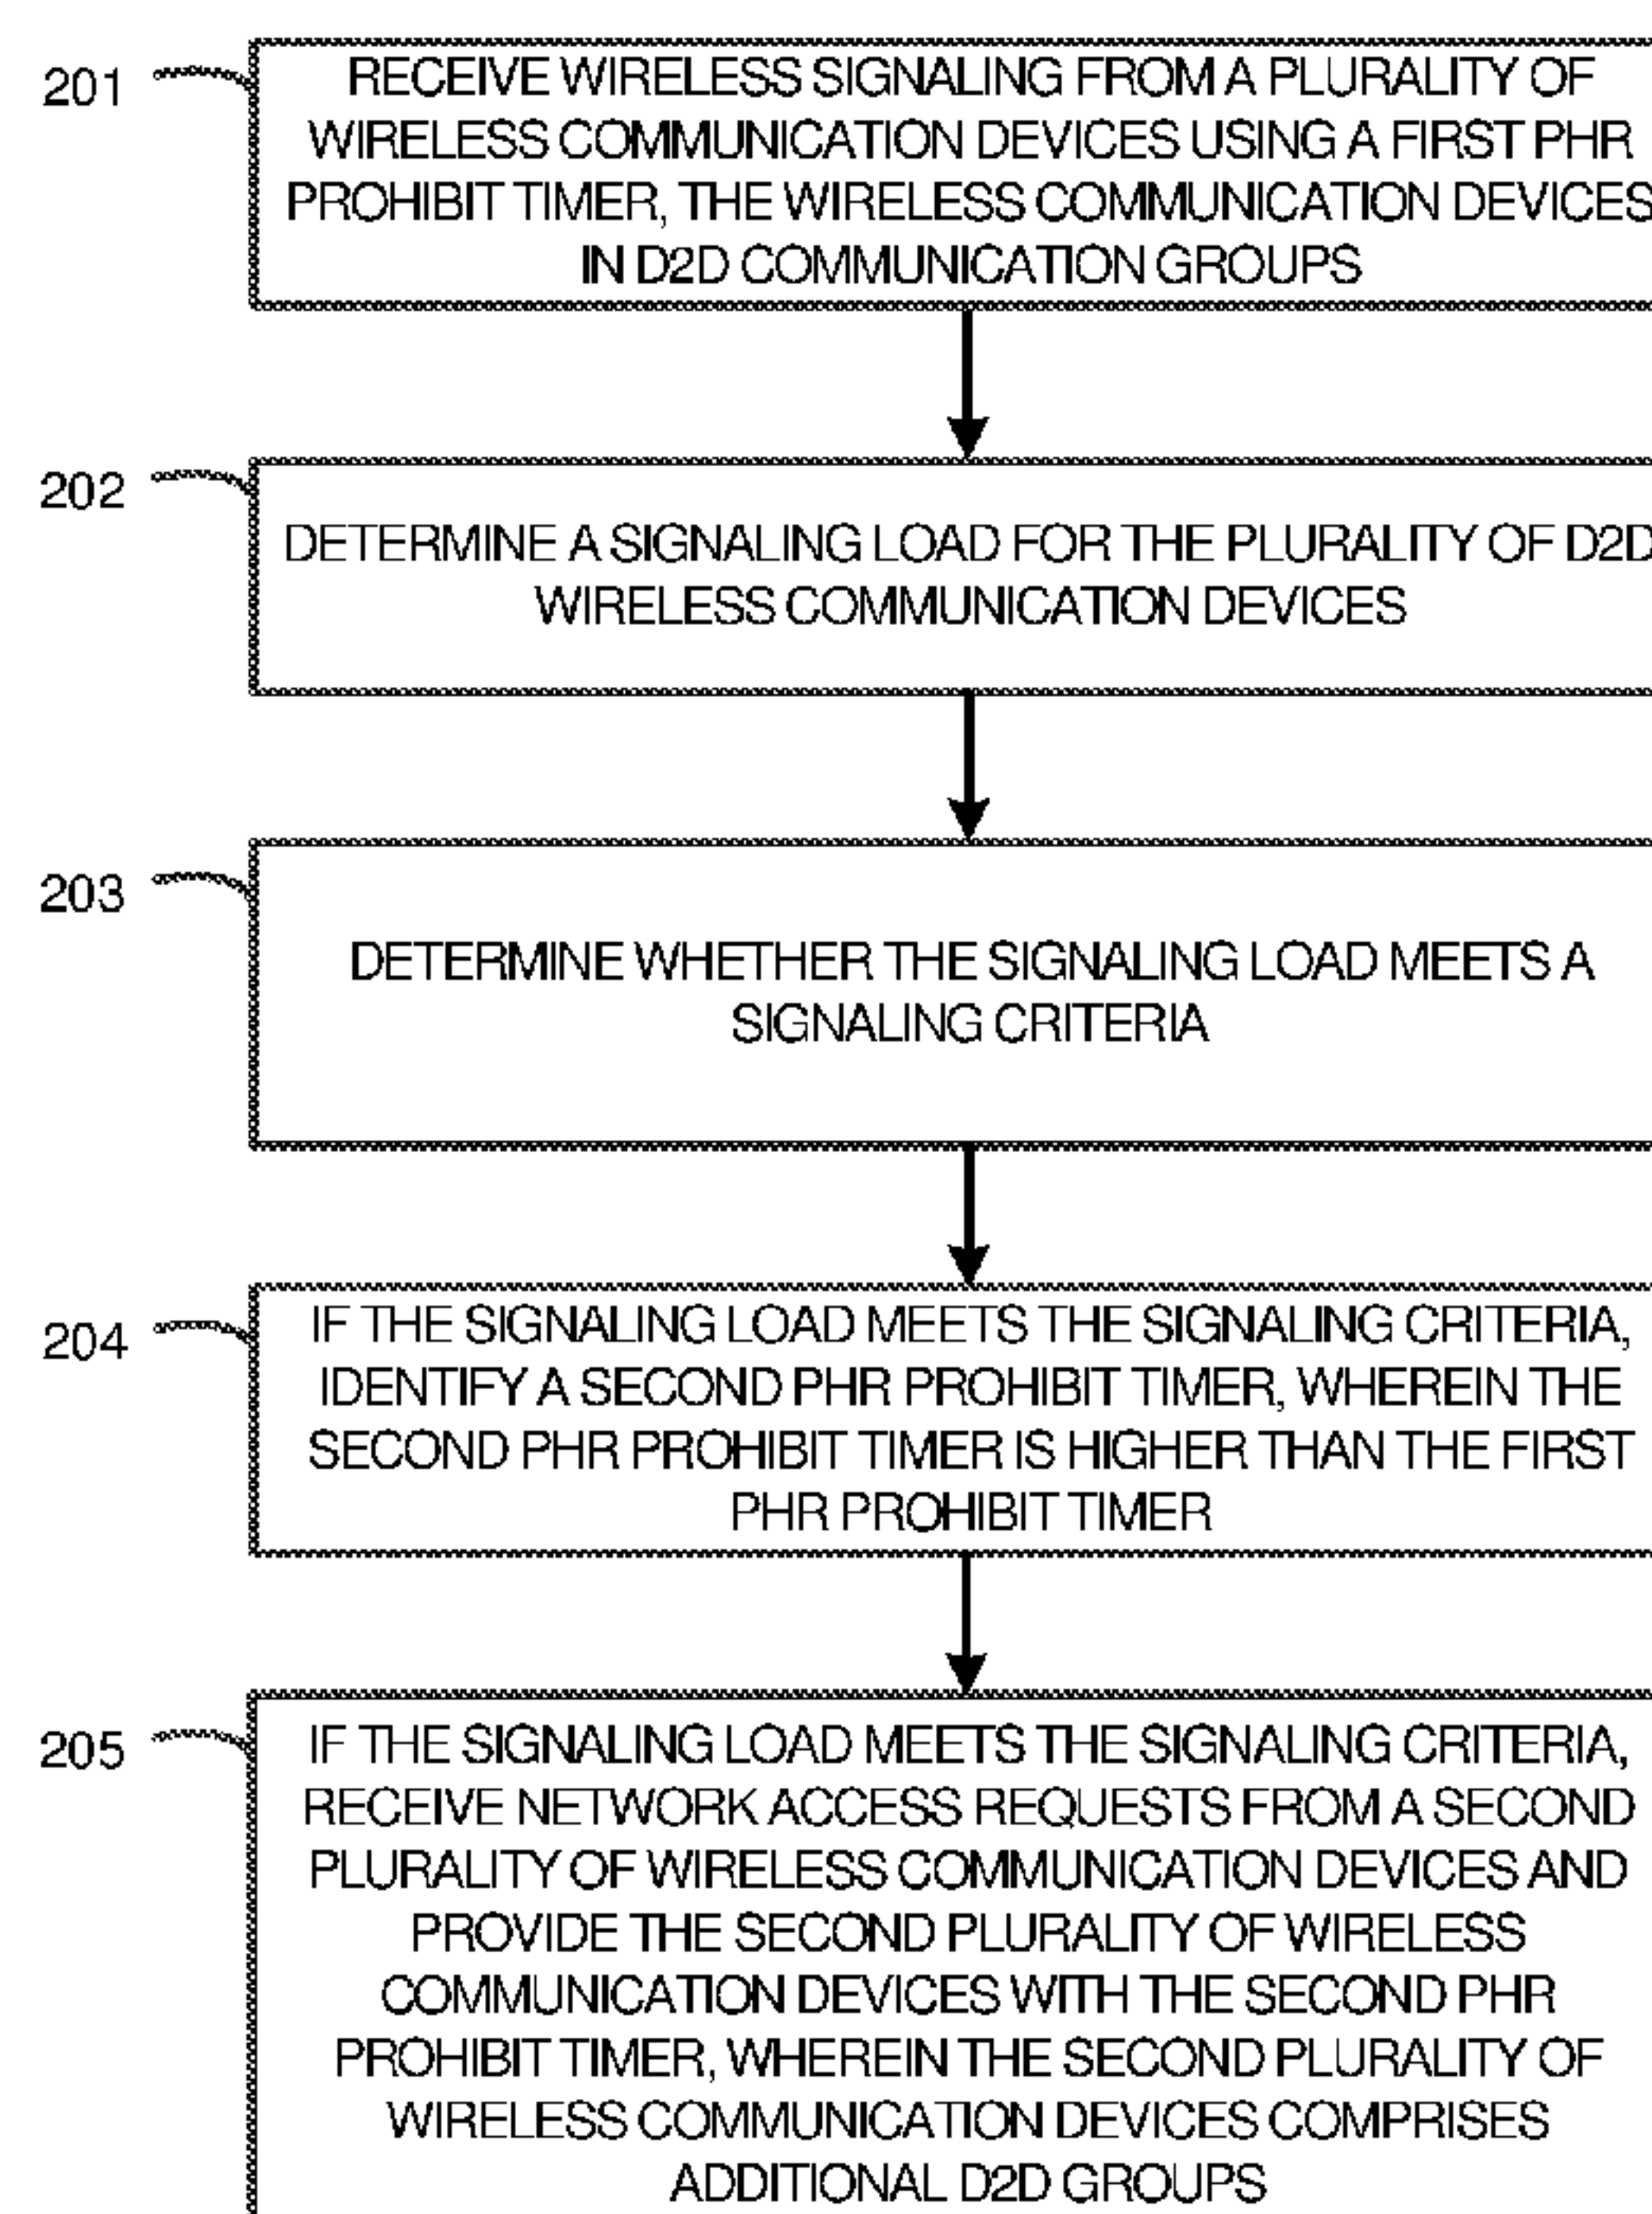 201
RECEIVE WIRELESS SIGNALING FROM A PLURALITY OF
WIRELESS COMMUNICATION DEVICES USING A FIRST PHR
PROHIBIT TIMER, THE WIRELESS COMMUNICATION DEVICES
IN D2D COMMUNICATION GROUPS
202
DETERMINE A SIGNALING LOAD FOR THE PLURALITY OF D2D
WIRELESS COMMUNICATION DEVICES
203
DETERMINE WHETHER THE SIGNALING LOAD MEETS A
SIGNALING CRITERIA
204
IF THE SIGNALING LOAD MEETS THE SIGNALING CRITERIA,
IDENTIFY A SECOND PHR PROHIBIT TIMER, WHEREIN THE
SECOND PHR PROHIBIT TIMER IS HIGHER THAN THE FIRST
PHR PROHIBIT TIMER
205
IF THE SIGNALING LOAD MEETS THE SIGNALING CRITERIA,
RECEIVE NETWORK ACCESS REQUESTS FROM A SECOND
PLURALITY OF WIRELESS COMMUNICATION DEVICES AND
PROVIDE THE SECOND PLURALITY OF WIRELESS
COMMUNICATION DEVICES WITH THE SECOND PHR
PROHIBIT TIMER, WHEREIN THE SECOND PLURALITY OF
WIRELESS COMMUNICATION DEVICES COMPRISES
ADDITIONAL D2D GROUPS